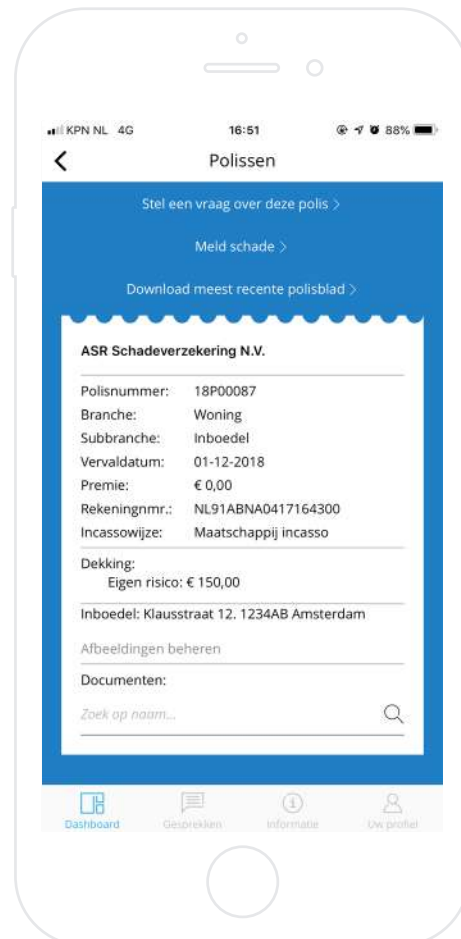 KPN NL 4G 16:51 88%
Polissen
Stel een vraag over deze polis >
Meld schade >
Download meest recente polisblad >
ASR Schadeverzekering N.V.
Polisnummer: 18P00087
Branche: Woning
Subbranche: Inboedel
Vervaldatum: 01-12-2018
Premie: € 0,00
Rekeningnmr.: NL91ABNA0417164300
Incassowijze: Maatschappij incasso
Dekking:
Eigen risico: € 150,00
Inboedel: Klausstraat 12. 1234AB Amsterdam
Afbeeldingen beheren
Documenten:
Zoek op naam...
Dashboard Gesprekken Informatie Uw profiel